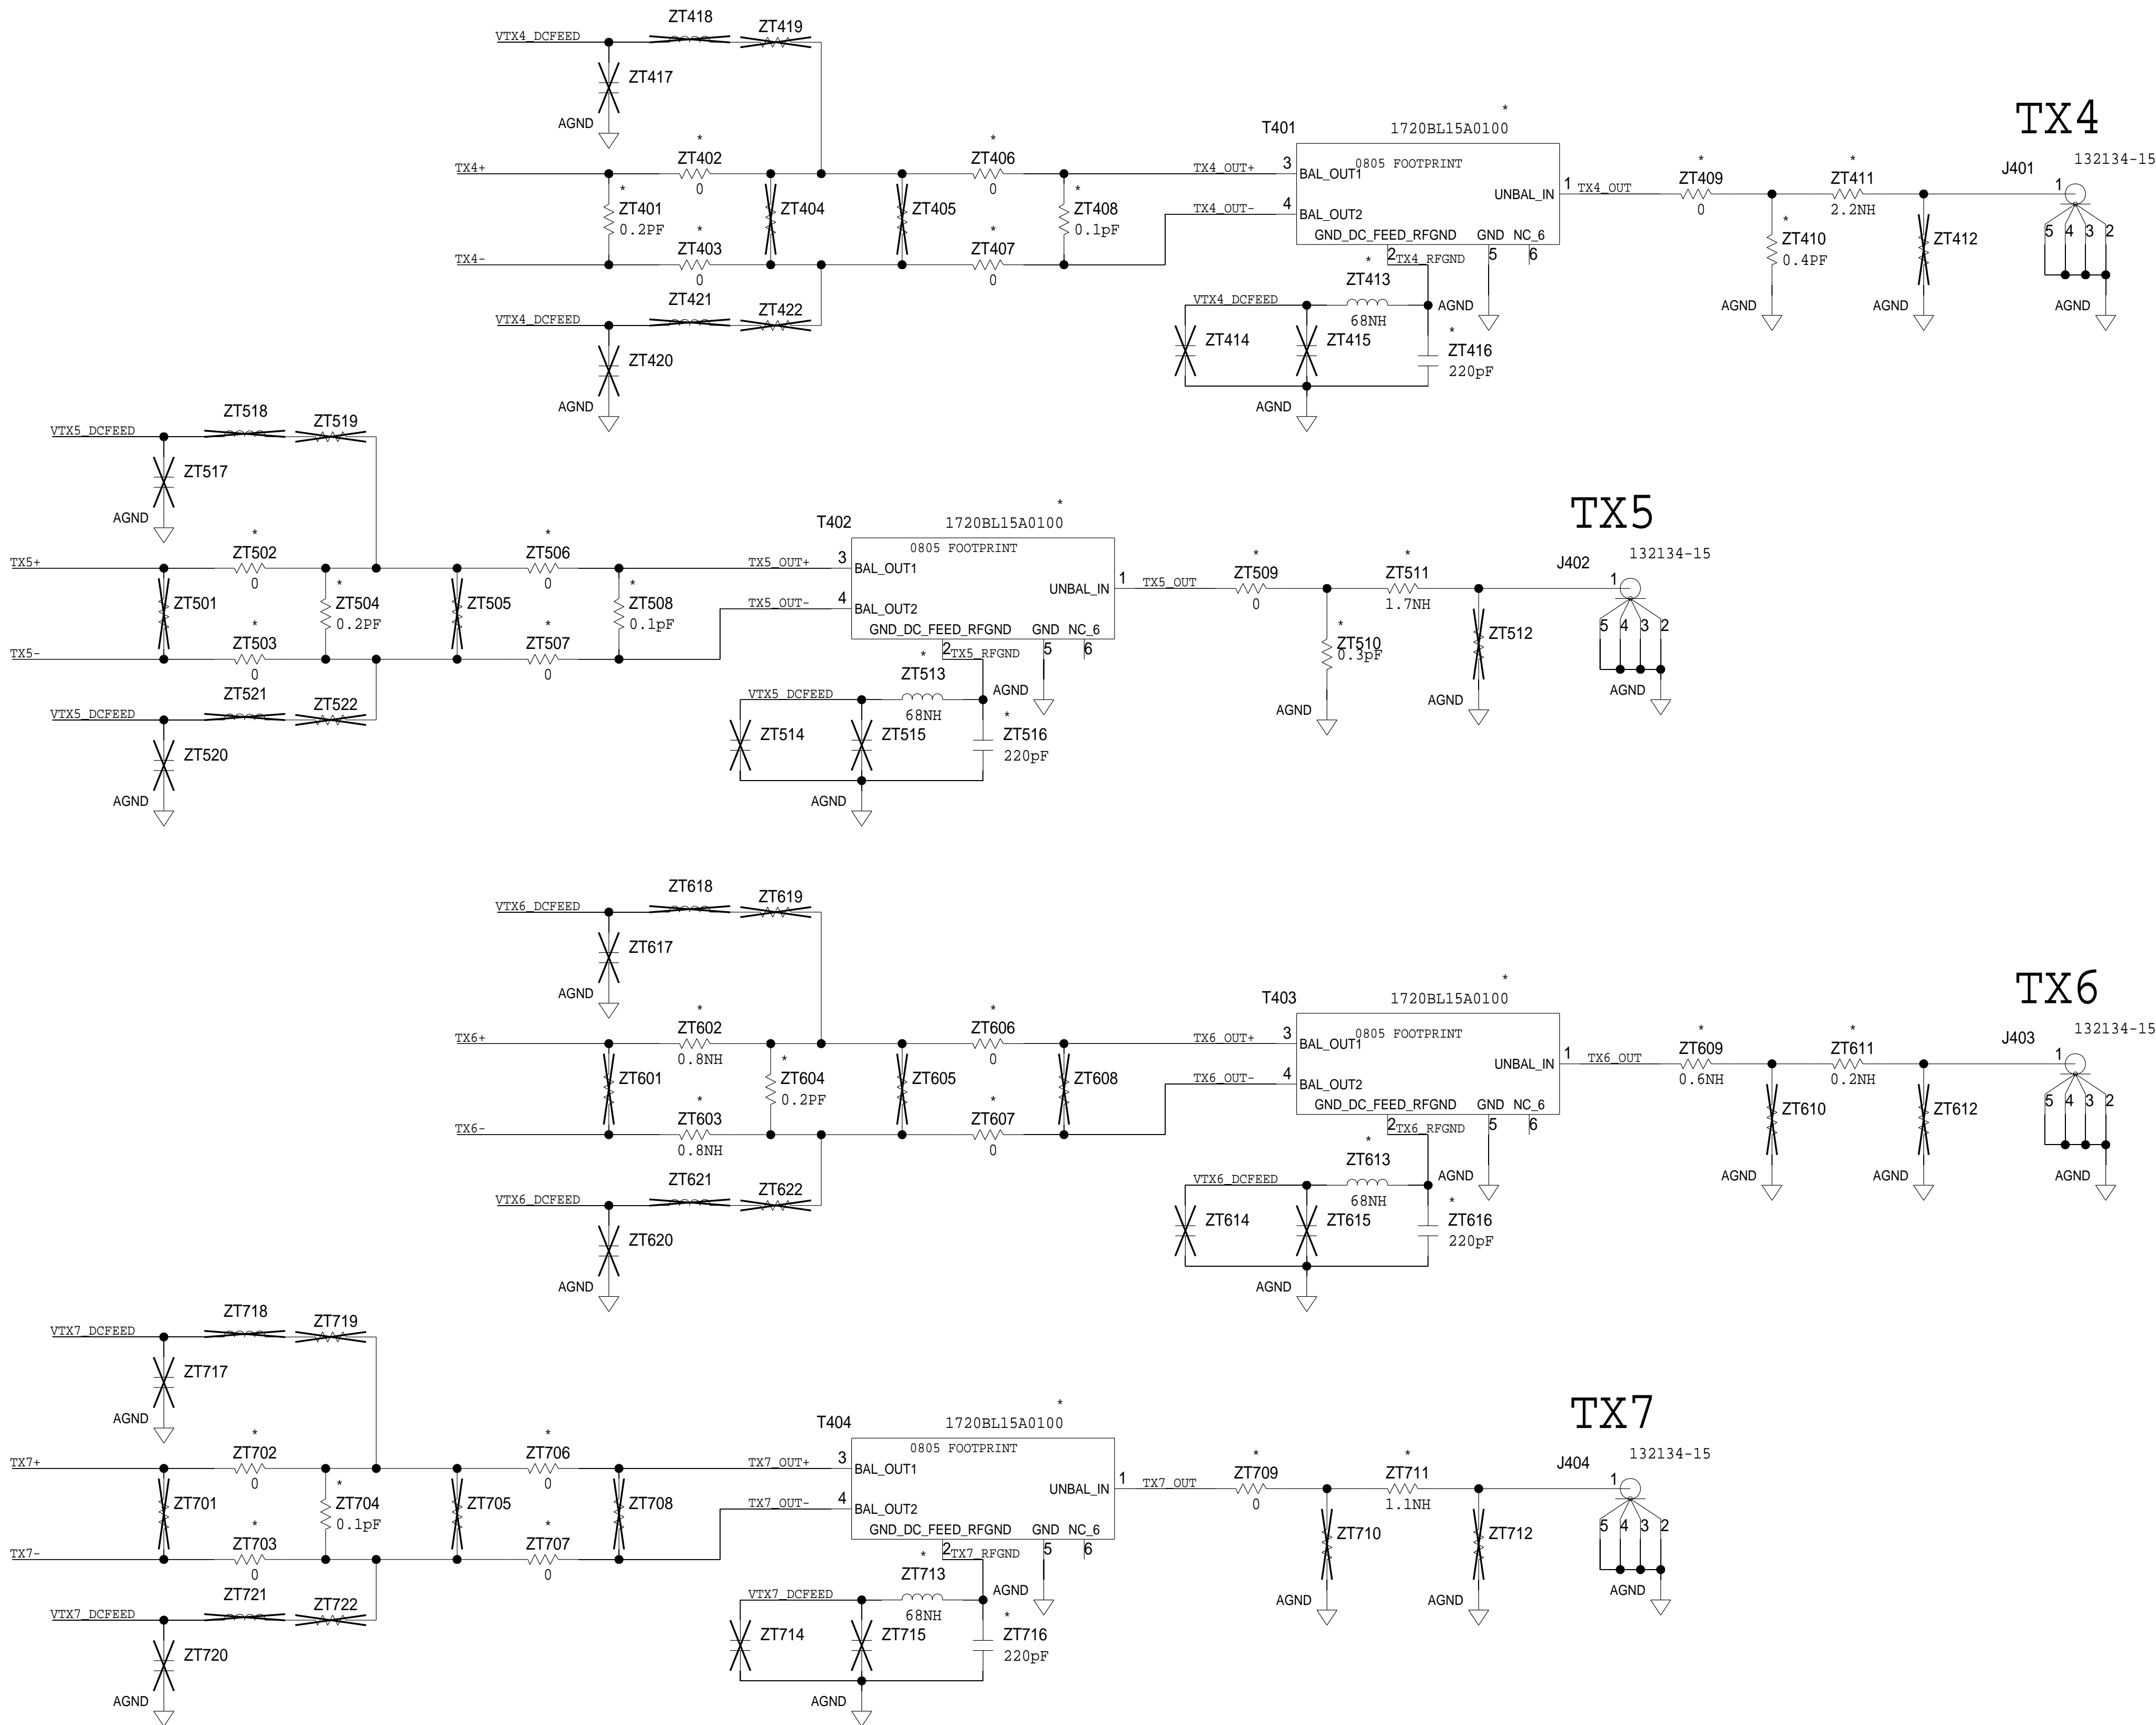 ZT418
ZT419
VTX4_DCFEED
ZT417
AGND
*
*
*
TX4
T401
1720BL15A0100
J401
132134-15
ZT402
ZT406
TX4+
0
0
TX4_OUT+
3
BAL_OUT1
0805 FOOTPRINT
*
*
ZT409
ZT411
1
*
ZT401
0.2PF
ZT404
ZT405
*
ZT408
0.1pF
TX4_OUT-
4
BAL_OUT2
UNBAL_IN
1
TX4_OUT
0
2.2NH
*
ZT410
0.4PF
ZT412
5
4
3
2
*
ZT403
*
ZT407
TX4-
0
0
GND_DC_FEED_RFGND
GND
NC_6
2
TX4_RFGND
5
6
*
ZT413
ZT421
ZT422
VTX4_DCFEED
VTX4_DCFEED
68NH
AGND
AGND
AGND
AGND
ZT420
ZT414
ZT415
*
ZT416
220pF
AGND
AGND
ZT518
ZT519
VTX5_DCFEED
ZT517
AGND
*
*
*
TX5
T402
1720BL15A0100
J402
132134-15
ZT502
ZT506
TX5+
0
0
TX5_OUT+
3
BAL_OUT1
0805 FOOTPRINT
*
*
ZT509
ZT511
1
ZT501
*
ZT504
0.2PF
ZT505
*
ZT508
0.1pF
TX5_OUT-
4
BAL_OUT2
UNBAL_IN
1
TX5_OUT
0
1.7NH
*
ZT510
0.3pF
ZT512
5
4
3
2
*
ZT503
*
ZT507
TX5-
0
0
GND_DC_FEED_RFGND
GND
NC_6
2
TX5_RFGND
5
6
*
ZT513
ZT521
ZT522
VTX5_DCFEED
VTX5_DCFEED
68NH
AGND
AGND
AGND
AGND
ZT520
ZT514
ZT515
*
ZT516
220pF
AGND
AGND
ZT618
ZT619
VTX6_DCFEED
ZT617
AGND
*
*
*
TX6
T403
1720BL15A0100
J403
132134-15
ZT602
ZT606
TX6+
0.8NH
0
TX6_OUT+
3
BAL_OUT1
0805 FOOTPRINT
*
*
ZT609
ZT611
1
ZT601
*
ZT604
0.2PF
ZT605
ZT608
TX6_OUT-
4
BAL_OUT2
UNBAL_IN
1
TX6_OUT
0.6NH
0.2NH
ZT610
ZT612
5
4
3
2
*
ZT603
*
ZT607
TX6-
0.8NH
0
GND_DC_FEED_RFGND
GND
NC_6
2
TX6_RFGND
5
6
*
ZT613
ZT621
ZT622
VTX6_DCFEED
VTX6_DCFEED
68NH
AGND
AGND
AGND
AGND
ZT620
ZT614
ZT615
*
ZT616
220pF
AGND
AGND
ZT718
ZT719
VTX7_DCFEED
ZT717
AGND
*
*
*
TX7
T404
1720BL15A0100
J404
132134-15
ZT702
ZT706
TX7+
0
0
TX7_OUT+
3
BAL_OUT1
0805 FOOTPRINT
*
*
ZT709
ZT711
1
ZT701
*
ZT704
0.1pF
ZT705
ZT708
TX7_OUT-
4
BAL_OUT2
UNBAL_IN
1
TX7_OUT
0
1.1NH
ZT710
ZT712
5
4
3
2
*
ZT703
*
ZT707
TX7-
0
0
GND_DC_FEED_RFGND
GND
NC_6
2
TX7_RFGND
5
6
*
ZT713
ZT721
ZT722
VTX7_DCFEED
VTX7_DCFEED
68NH
AGND
AGND
AGND
AGND
ZT720
ZT714
ZT715
*
ZT716
220pF
AGND
AGND